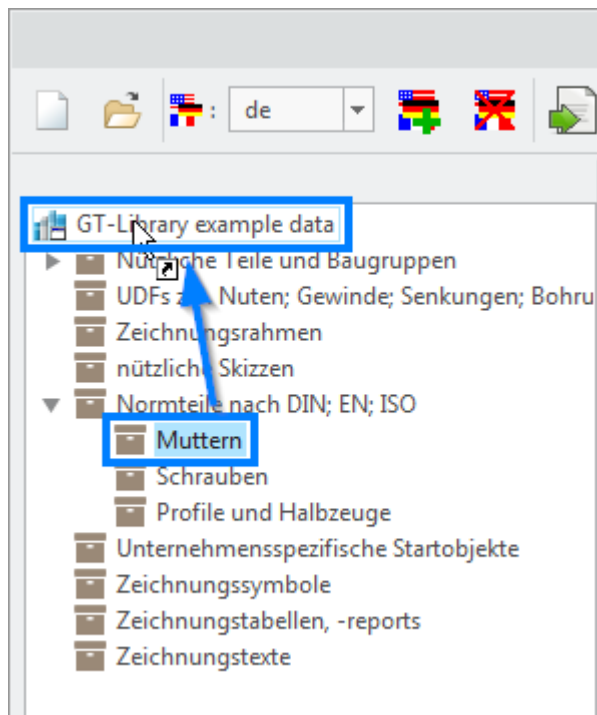 : de
GT-Library example data
Nützliche Teile und Baugruppen
UDFs Nuten; Gewinde; Senkungen; Bohru
Zeichnungsrahmen
nützliche Skizzen
Normteile nach DIN; EN; ISO
Muttern
Schrauben
Profile und Halbzeuge
Unternehmensspezifische Startobjekte
Zeichnungssymbole
Zeichnungstabellen, -reports
Zeichnungstexte